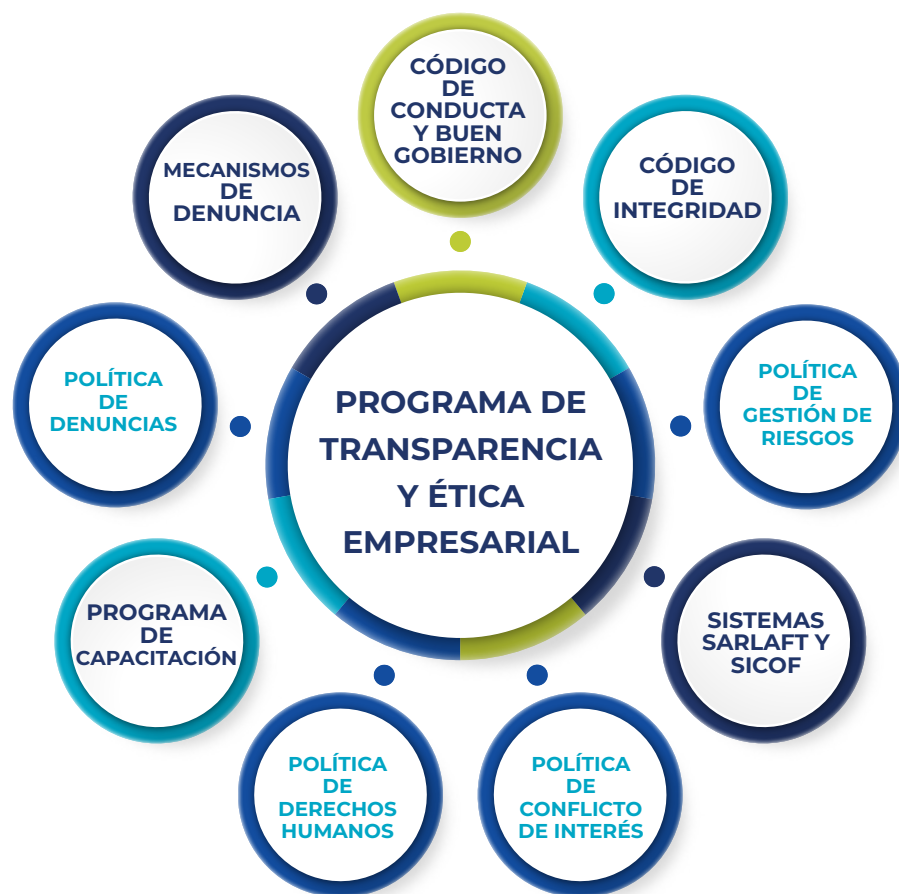 CÓDIGO
DE
CONDUCTA
Y BUEN
GOBIERNO
CÓDIGO
DE
INTEGRIDAD
POLÍTICA
DE
GESTIÓN DE
RIESGOS
SISTEMAS
SARLAFT Y
SICOF
POLÍTICA
DE
CONFLICTO
DE INTERÉS
POLÍTICA
DE
DERECHOS
HUMANOS
PROGRAMA
DE
CAPACITACIÓN
POLÍTICA
DE
DENUNCIAS
MECANISMOS
DE
DENUNCIA
PROGRAMA DE
TRANSPARENCIA
Y ÉTICA
EMPRESARIAL